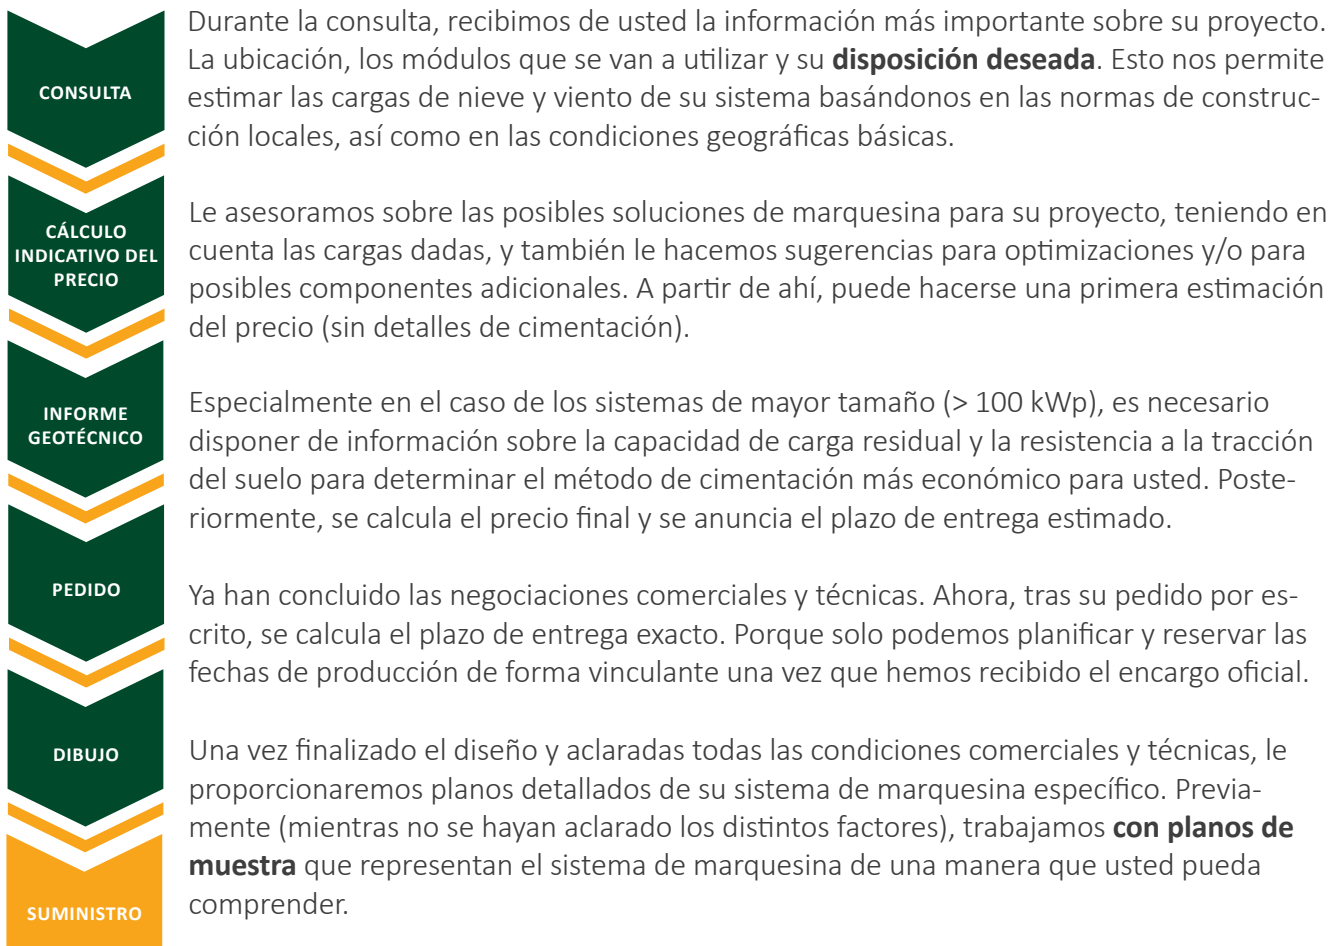 CONSULTA
Durante la consulta, recibimos de usted la información más importante sobre su proyecto.
La ubicación, los módulos que se van a utilizar y su disposición deseada. Esto nos permite
estimar las cargas de nieve y viento de su sistema basándonos en las normas de construc-
ción locales, así como en las condiciones geográficas básicas.
CÁLCULO
INDICATIVO DEL
PRECIO
Le asesoramos sobre las posibles soluciones de marquesina para su proyecto, teniendo en
cuenta las cargas dadas, y también le hacemos sugerencias para optimizaciones y/o para
posibles componentes adicionales. A partir de ahí, puede hacerse una primera estimación
del precio (sin detalles de cimentación).
INFORME
GEOTÉCNICO
Especialmente en el caso de los sistemas de mayor tamaño (> 100 kWp), es necesario
disponer de información sobre la capacidad de carga residual y la resistencia a la tracción
del suelo para determinar el método de cimentación más económico para usted. Poste-
riormente, se calcula el precio final y se anuncia el plazo de entrega estimado.
PEDIDO
Ya han concluido las negociaciones comerciales y técnicas. Ahora, tras su pedido por es-
crito, se calcula el plazo de entrega exacto. Porque solo podemos planificar y reservar las
fechas de producción de forma vinculante una vez que hemos recibido el encargo oficial.
DIBUJO
Una vez finalizado el diseño y aclaradas todas las condiciones comerciales y técnicas, le
proporcionaremos planos detallados de su sistema de marquesina específico. Previa-
mente (mientras no se hayan aclarado los distintos factores), trabajamos con planos de
muestra que representan el sistema de marquesina de una manera que usted pueda
comprender.
SUMINISTRO